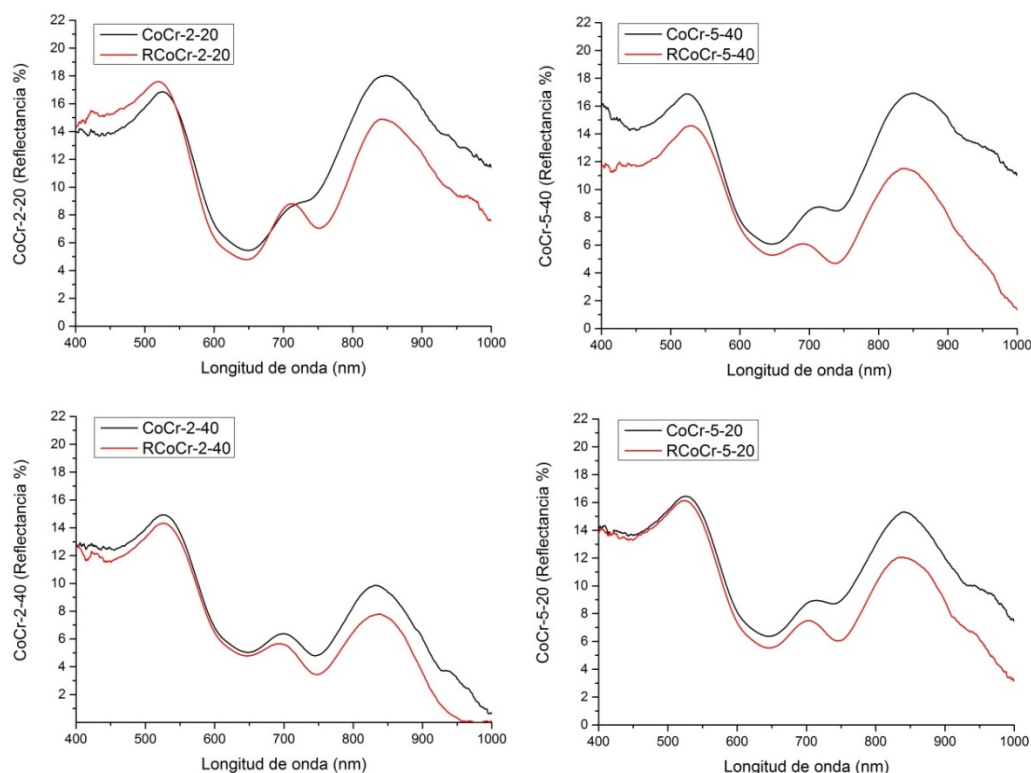 CoCr-2-20
RCoCr-2-20
CoCr-2-20 (Reflectancia %)
22
20
18
16
14
12
10
8
6
4
2
0
400 500 600 700 800 900 1000
Longitud de onda (nm)
CoCr-5-40
RCoCr-5-40
CoCr-5-40 (Reflectancia %)
22
20
18
16
14
12
10
8
6
4
2
0
400 500 600 700 800 900 1000
Longitud de onda (nm)
CoCr-2-40
RCoCr-2-40
CoCr-2-40 (Reflectancia %)
22
20
18
16
14
12
10
8
6
4
2
400 500 600 700 800 900 1000
Longitud de onda (nm)
CoCr-5-20
RCoCr-5-20
CoCr-5-20 (Reflectancia %)
22
20
18
16
14
12
10
8
6
4
2
0
400 500 600 700 800 900 1000
Longitud de onda (nm)